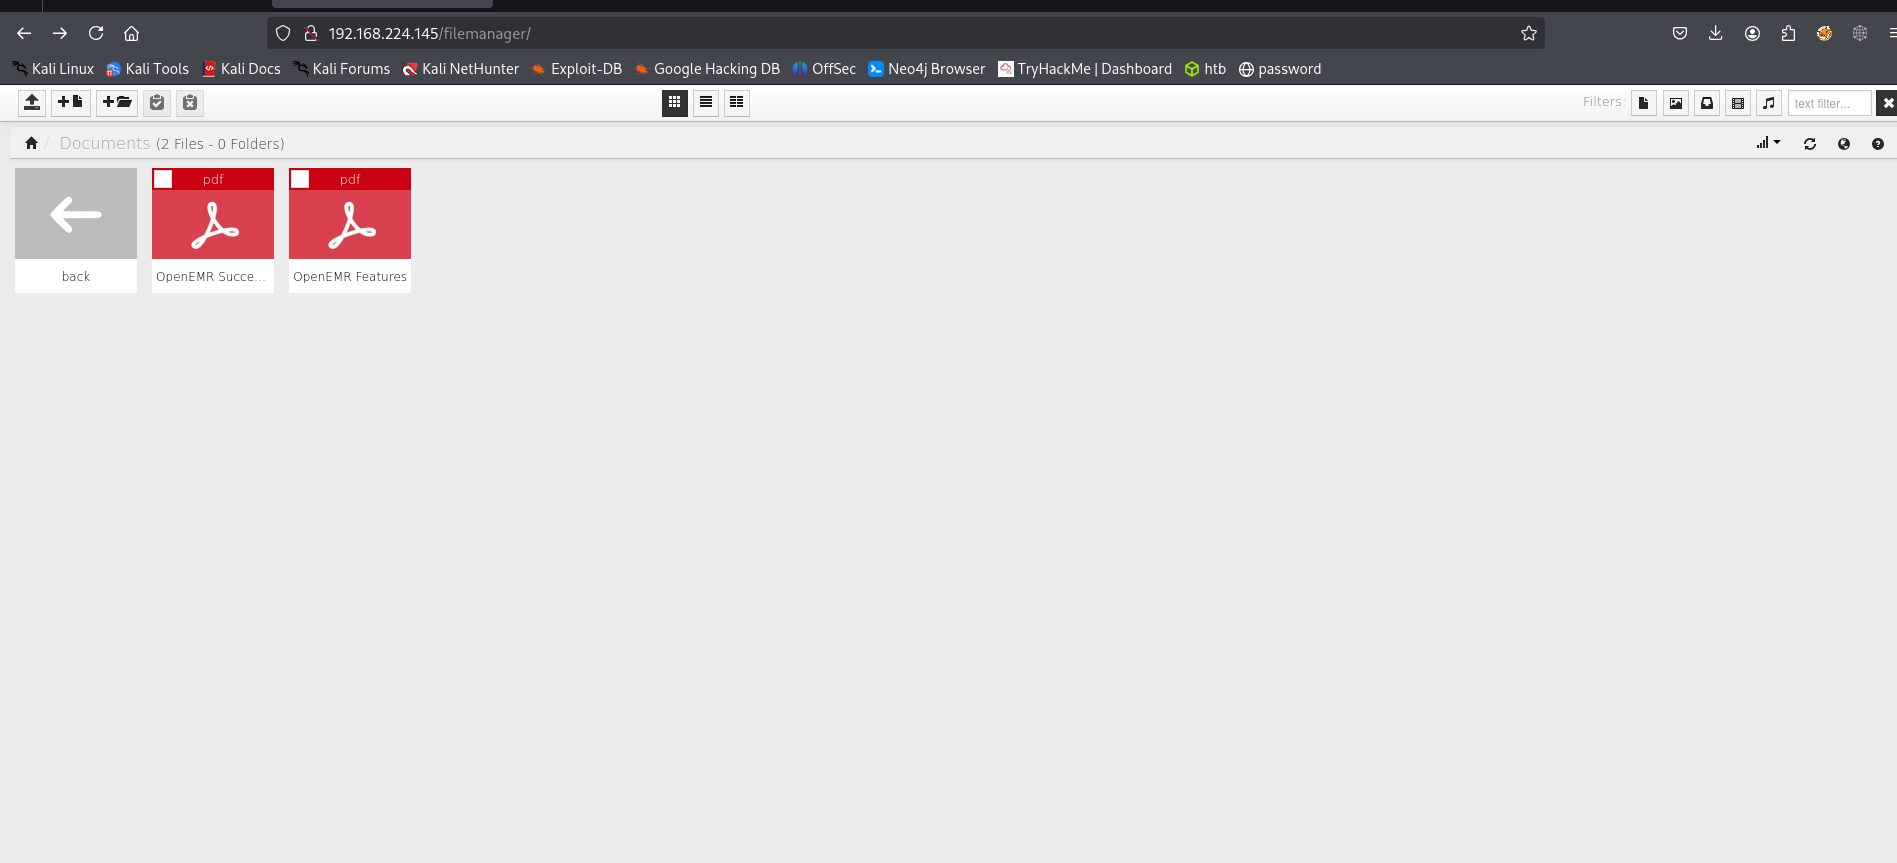 192.168.224.145/filemanager/
Kali Linux Kali Tools Kali Docs Kali Forums Kali NetHunter Exploit-DB Google Hacking DB OffSec Neo4j Browser TryHackMe | Dashboard htb password
Filters: text filter...
/ Documents (2 Files - 0 Folders)
pdf pdf
back OpenEMR Succe... OpenEMR Features